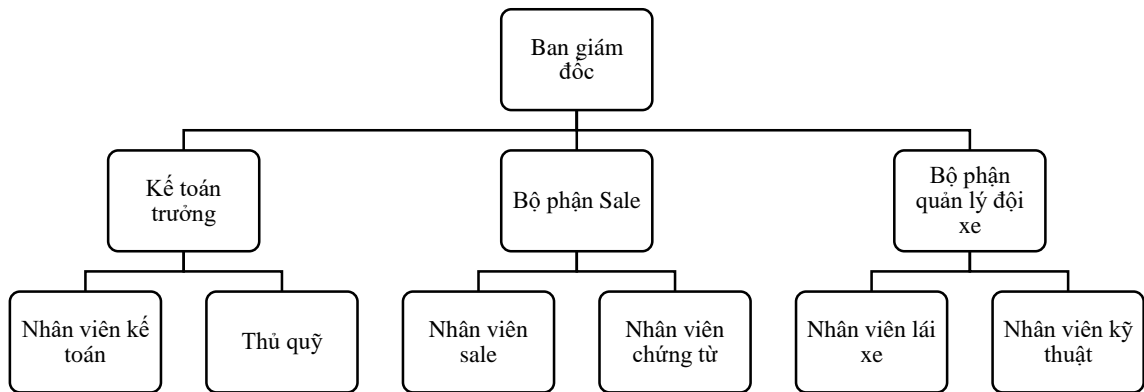 Ban giám
đốc
Kế toán
trưởng
Bộ phận Sale
Bộ phận
quản lý đội
xe
Nhân viên kế
toán
Thủ quỹ
Nhân viên
sale
Nhân viên
chứng từ
Nhân viên lái
xe
Nhân viên kỹ
thuật